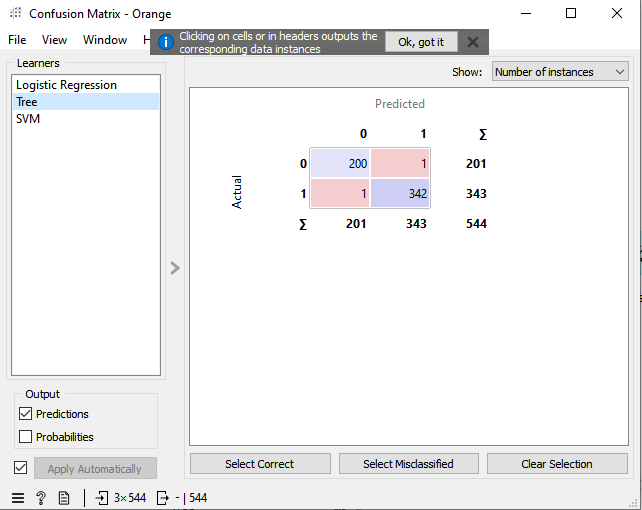 Confusion Matrix - Orange
File View Window H
Clicking on cells or in headers outputs the
corresponding data instances
Ok, got it
Learners
Logistic Regression
Tree
SVM
Show: Number of instances
Predicted
0 1 Σ
Actual
0 200 1 201
1 1 342 343
Σ 201 343 544
Output
Predictions
Probabilities
Apply Automatically
Select Correct Select Misclassified Clear Selection
3×544 - | 544